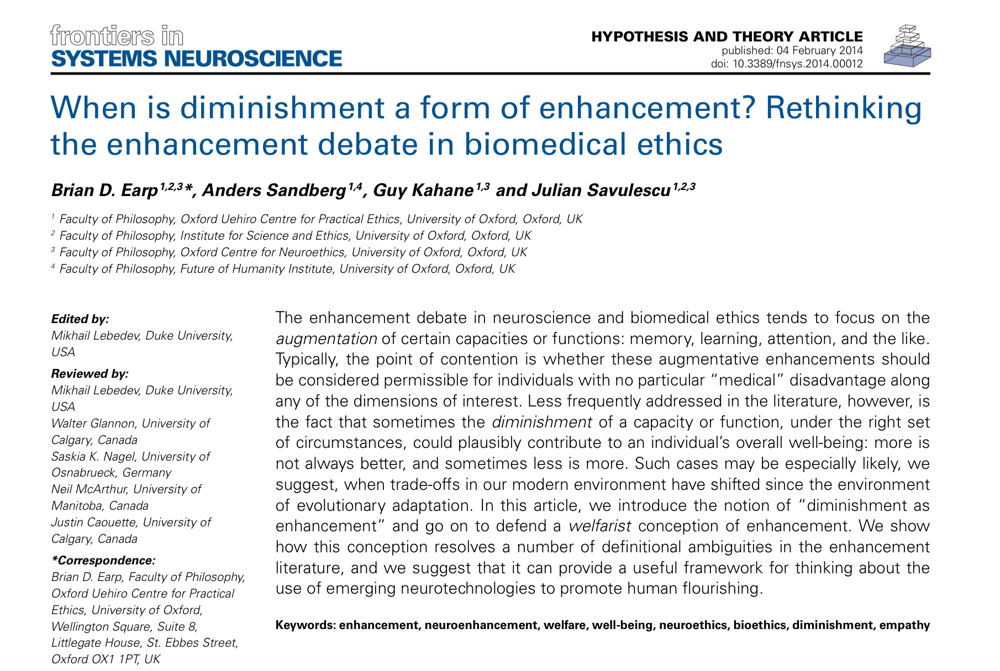 frontiers in
SYSTEMS NEUROSCIENCE
HYPOTHESIS AND THEORY ARTICLE
published: 04 February 2014
doi: 10.3389/fnsys.2014.00012
When is diminishment a form of enhancement? Rethinking
the enhancement debate in biomedical ethics
Brian D. Earp 1,2,3*, Anders Sandberg 1,4, Guy Kahane 1,3 and Julian Savulescu 1,2,3
1 Faculty of Philosophy, Oxford Uehiro Centre for Practical Ethics, University of Oxford, Oxford, UK
2 Faculty of Philosophy, Institute for Science and Ethics, University of Oxford, Oxford, UK
3 Faculty of Philosophy, Oxford Centre for Neuroethics, University of Oxford, Oxford, UK
4 Faculty of Philosophy, Future of Humanity Institute, University of Oxford, Oxford, UK
Edited by:
Mikhail Lebedev, Duke University,
USA
Reviewed by:
Mikhail Lebedev, Duke University,
USA
Walter Glannon, University of
Calgary, Canada
Saskia K. Nagel, University of
Osnabrueck, Germany
Neil McArthur, University of
Manitoba, Canada
Justin Caouette, University of
Calgary, Canada
*Correspondence:
Brian D. Earp, Faculty of Philosophy,
Oxford Uehiro Centre for Practical
Ethics, University of Oxford,
Wellington Square, Suite 8,
Littlegate House, St. Ebbes Street,
Oxford OX1 1PT, UK
The enhancement debate in neuroscience and biomedical ethics tends to focus on the
augmentation of certain capacities or functions: memory, learning, attention, and the like.
Typically, the point of contention is whether these augmentative enhancements should
be considered permissible for individuals with no particular “medical” disadvantage along
any of the dimensions of interest. Less frequently addressed in the literature, however, is
the fact that sometimes the diminishment of a capacity or function, under the right set
of circumstances, could plausibly contribute to an individual’s overall well-being: more is
not always better, and sometimes less is more. Such cases may be especially likely, we
suggest, when trade-offs in our modern environment have shifted since the environment
of evolutionary adaptation. In this article, we introduce the notion of “diminishment as
enhancement” and go on to defend a welfarist conception of enhancement. We show
how this conception resolves a number of definitional ambiguities in the enhancement
literature, and we suggest that it can provide a useful framework for thinking about the
use of emerging neurotechnologies to promote human flourishing.
Keywords: enhancement, neuroenhancement, welfare, well-being, neuroethics, bioethics, diminishment, empathy